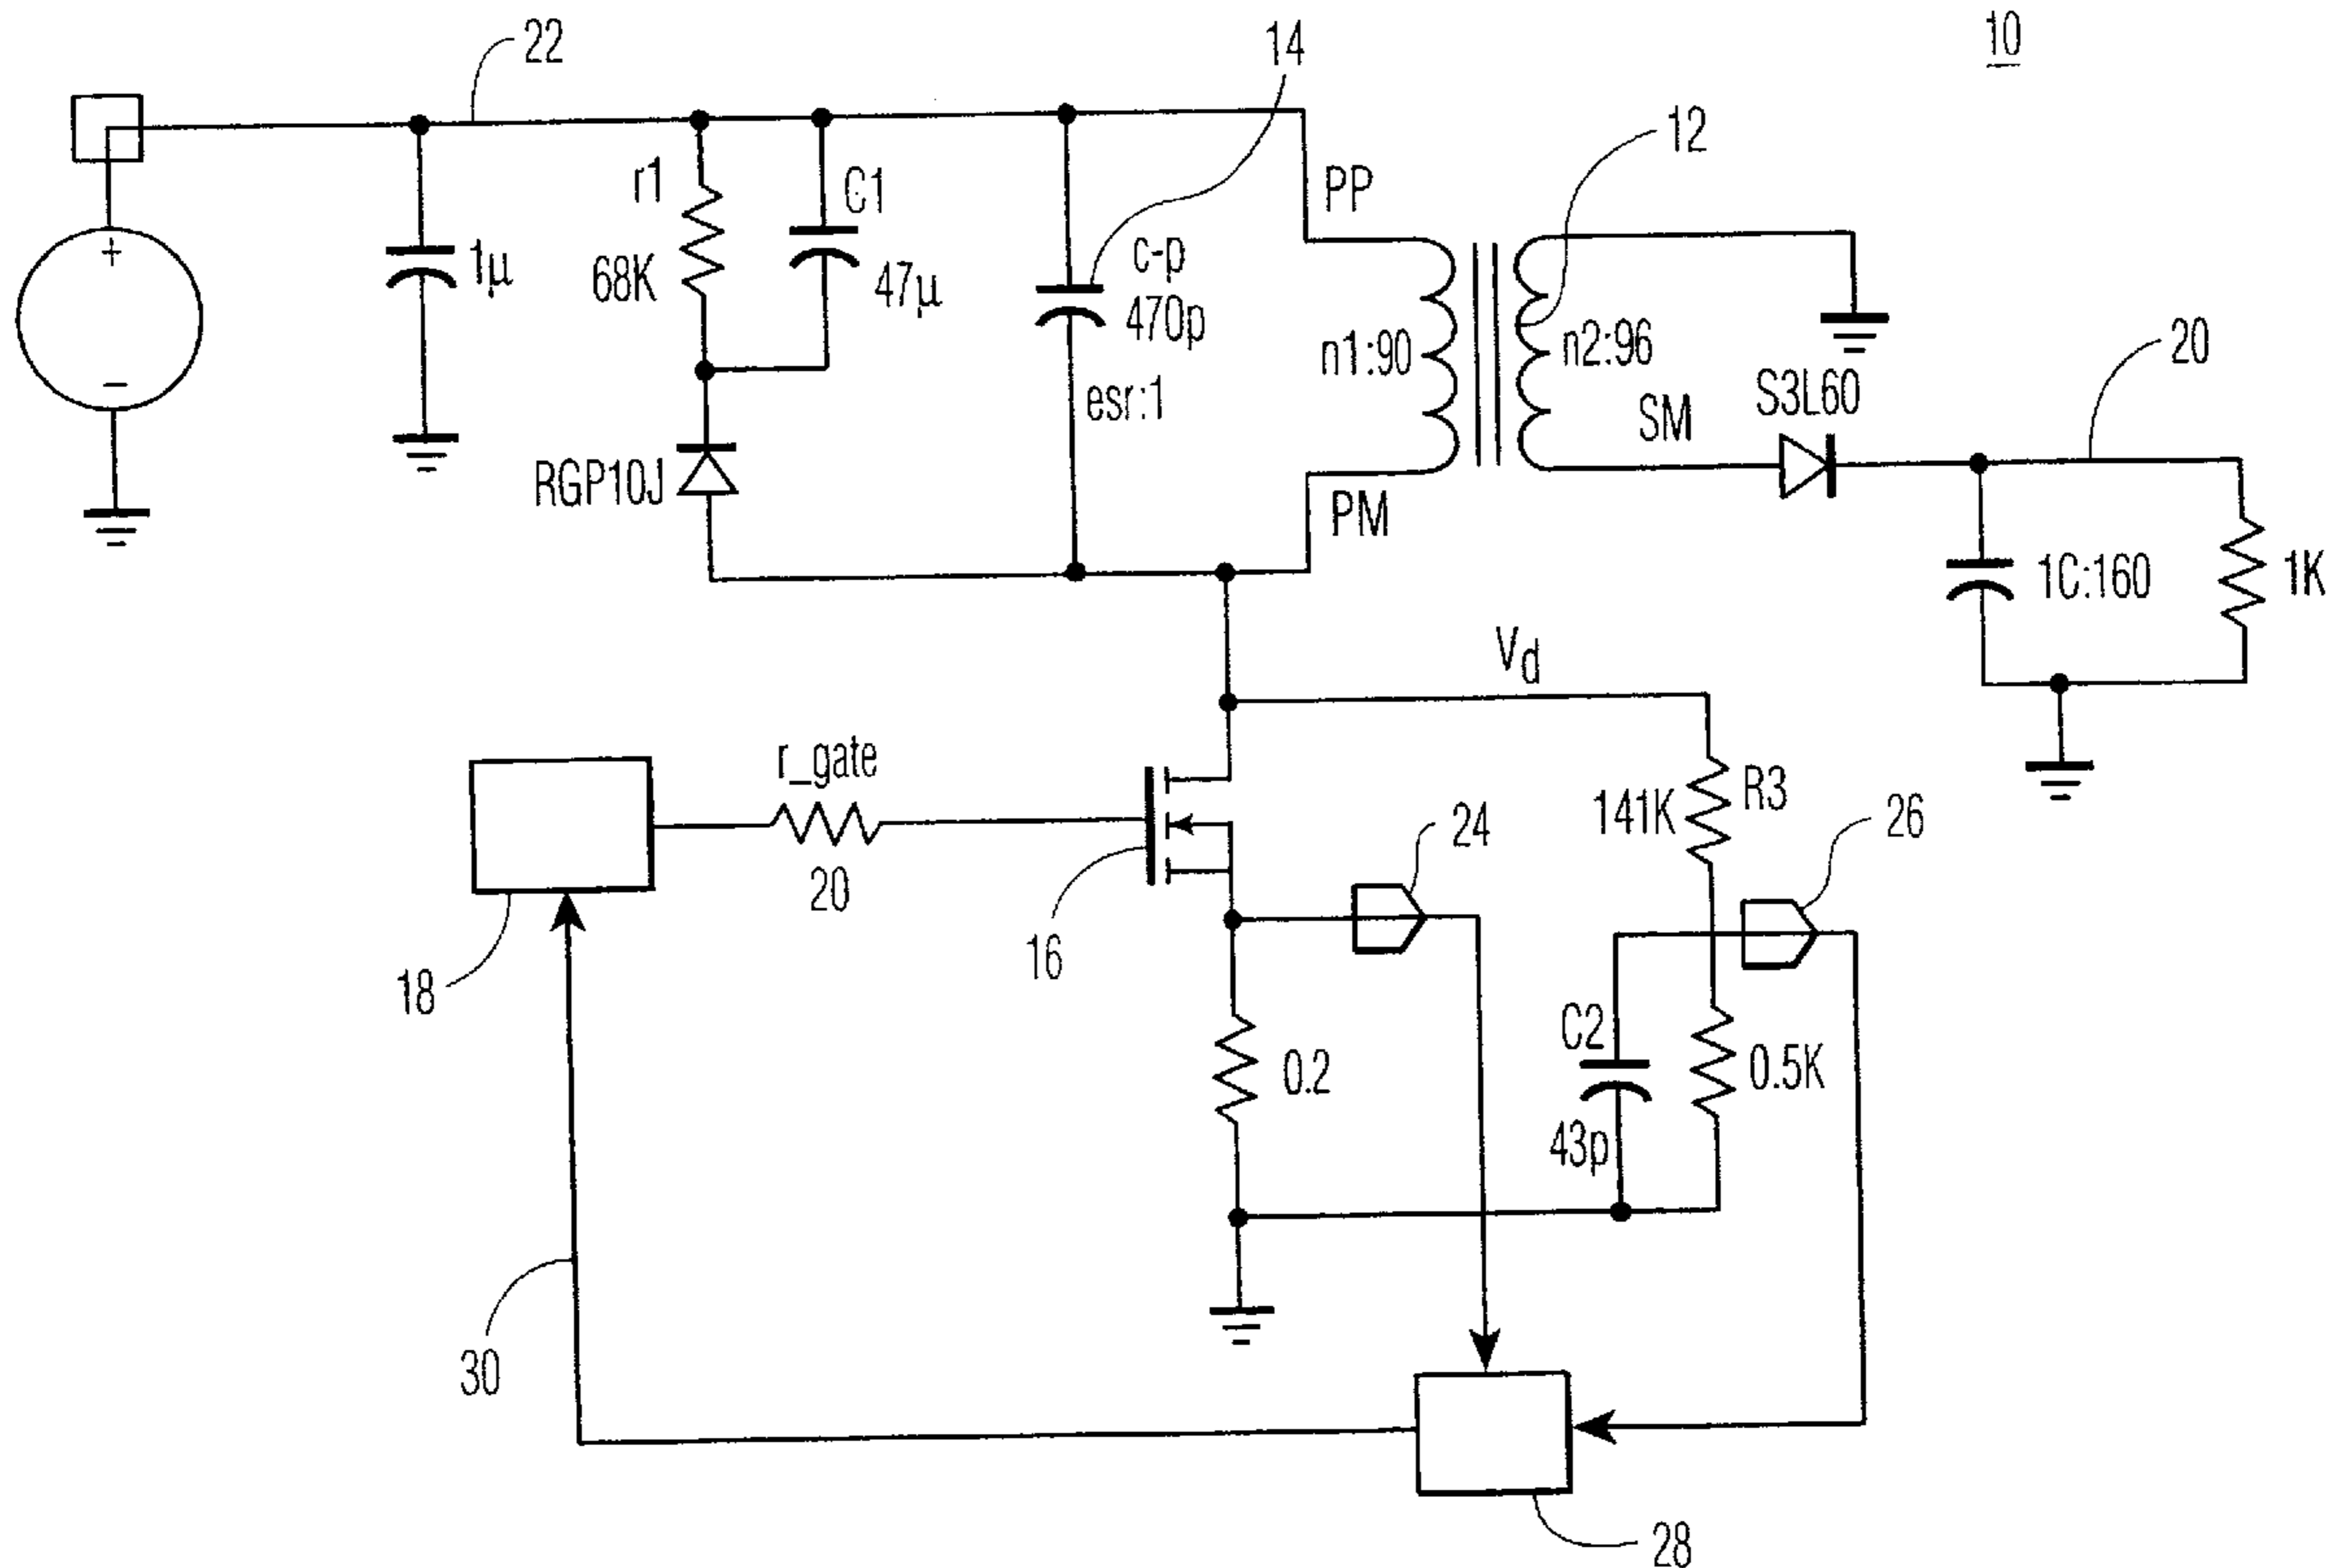 10
22
14
12
+
−
1µ
r1
68K
C1
47µ
c-p
470p
esr:1
PP
PM
n1:90
n2:96
SM
S3L60
20
RGP10J
1C:160
1K
Vd
r_gate
20
18
16
24
26
141K
R3
0.2
C2
43p
0.5K
30
28